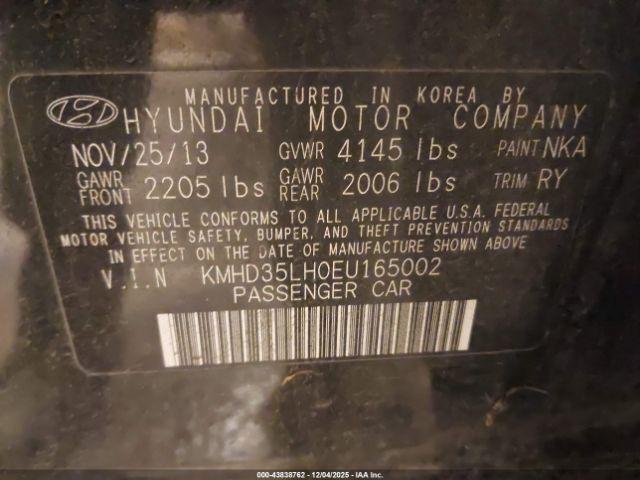 MANUFACTURED IN KOREA BY
HYUNDAI MOTOR COMPANY
NOV/25/13 GVWR 4145 lbs PAINT NKA
GAWR FRONT 2205 lbs GAWR REAR 2006 lbs TRIM RY
THIS VEHICLE CONFORMS TO ALL APPLICABLE U.S.A. FEDERAL
MOTOR VEHICLE SAFETY, BUMPER, AND THEFT PREVENTION STANDARDS
IN EFFECT ON THE DATE OF MANUFACTURE SHOWN ABOVE
V.I.N KMHD35LH0EU165002
PASSENGER CAR
000-43838762 | 12/04/2025 - IAA Inc.